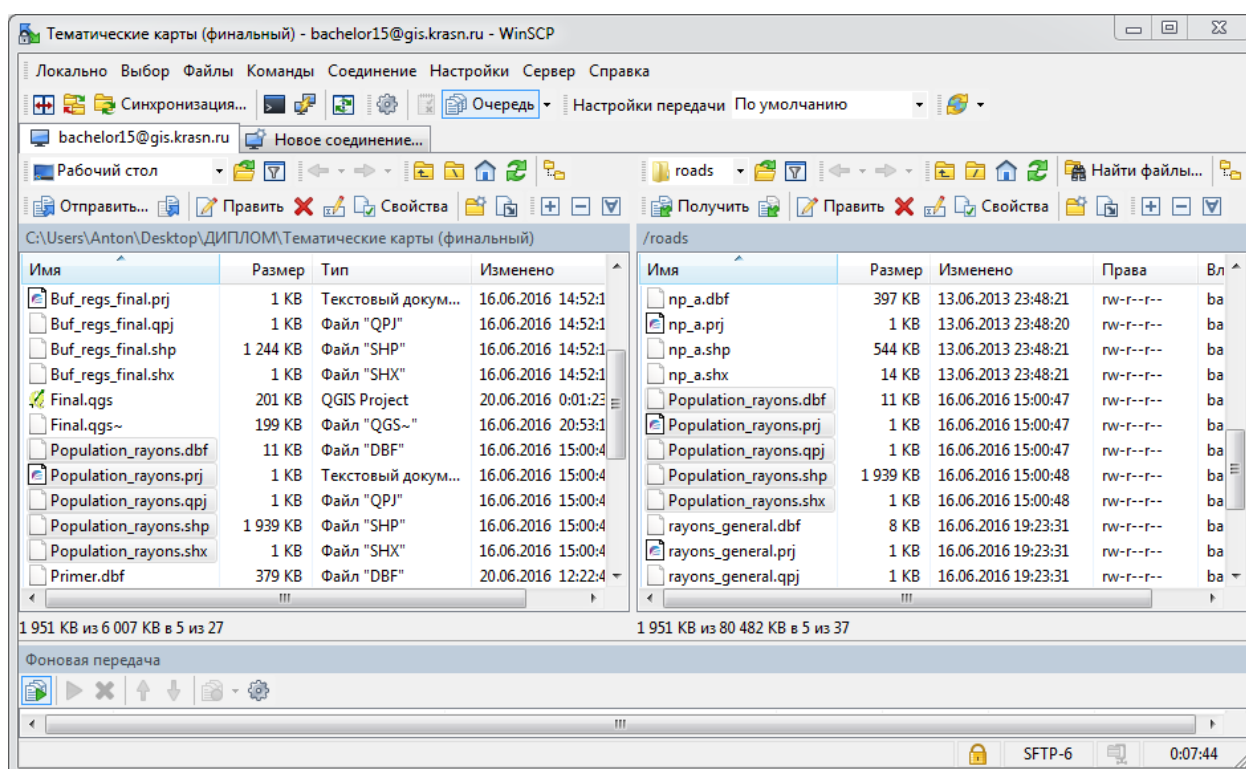 Тематические карты (финальный) - bachelor15@gis.krasn.ru - WinSCP
Локально Выбор Файлы Команды Соединение Настройки Сервер Справка
Синхронизация... Очередь Настройки передачи По умолчанию
bachelor15@gis.krasn.ru Новое соединение...
Рабочий стол roads Найти файлы...
Отправить... Править Свойства Получить Править Свойства
C:\Users\Anton\Desktop\ДИПЛОМ\Тематические карты (финальный) /roads
Имя Размер Тип Изменено Имя Размер Изменено Права Вл
Buf_regs_final.prj 1 KB Текстовый докум... 16.06.2016 14:52:1 np_a.dbf 397 KB 13.06.2013 23:48:21 rw-r--r-- ba
Buf_regs_final.qpj 1 KB Файл "QPJ" 16.06.2016 14:52:1 np_a.prj 1 KB 13.06.2013 23:48:20 rw-r--r-- ba
Buf_regs_final.shp 1 244 KB Файл "SHP" 16.06.2016 14:52:1 np_a.shp 544 KB 13.06.2013 23:48:21 rw-r--r-- ba
Buf_regs_final.shx 1 KB Файл "SHX" 16.06.2016 14:52:1 np_a.shx 14 KB 13.06.2013 23:48:21 rw-r--r-- ba
Final.qgs 201 KB QGIS Project 20.06.2016 0:01:23 Population_rayons.dbf 11 KB 16.06.2016 15:00:47 rw-r--r-- ba
Final.qgs~ 199 KB Файл "QGS~" 16.06.2016 20:53:1 Population_rayons.prj 1 KB 16.06.2016 15:00:47 rw-r--r-- ba
Population_rayons.dbf 11 KB Файл "DBF" 16.06.2016 15:00:4 Population_rayons.qpj 1 KB 16.06.2016 15:00:47 rw-r--r-- ba
Population_rayons.prj 1 KB Текстовый докум... 16.06.2016 15:00:4 Population_rayons.shp 1 939 KB 16.06.2016 15:00:48 rw-r--r-- ba
Population_rayons.qpj 1 KB Файл "QPJ" 16.06.2016 15:00:4 Population_rayons.shx 1 KB 16.06.2016 15:00:48 rw-r--r-- ba
Population_rayons.shp 1 939 KB Файл "SHP" 16.06.2016 15:00:4 rayons_general.dbf 8 KB 16.06.2016 19:23:31 rw-r--r-- ba
Population_rayons.shx 1 KB Файл "SHX" 16.06.2016 15:00:4 rayons_general.prj 1 KB 16.06.2016 19:23:31 rw-r--r-- ba
Primer.dbf 379 KB Файл "DBF" 20.06.2016 12:22:4 rayons_general.qpj 1 KB 16.06.2016 19:23:31 rw-r--r-- ba
1 951 KB из 6 007 KB в 5 из 27 1 951 KB из 80 482 KB в 5 из 37
Фоновая передача
SFTP-6 0:07:44